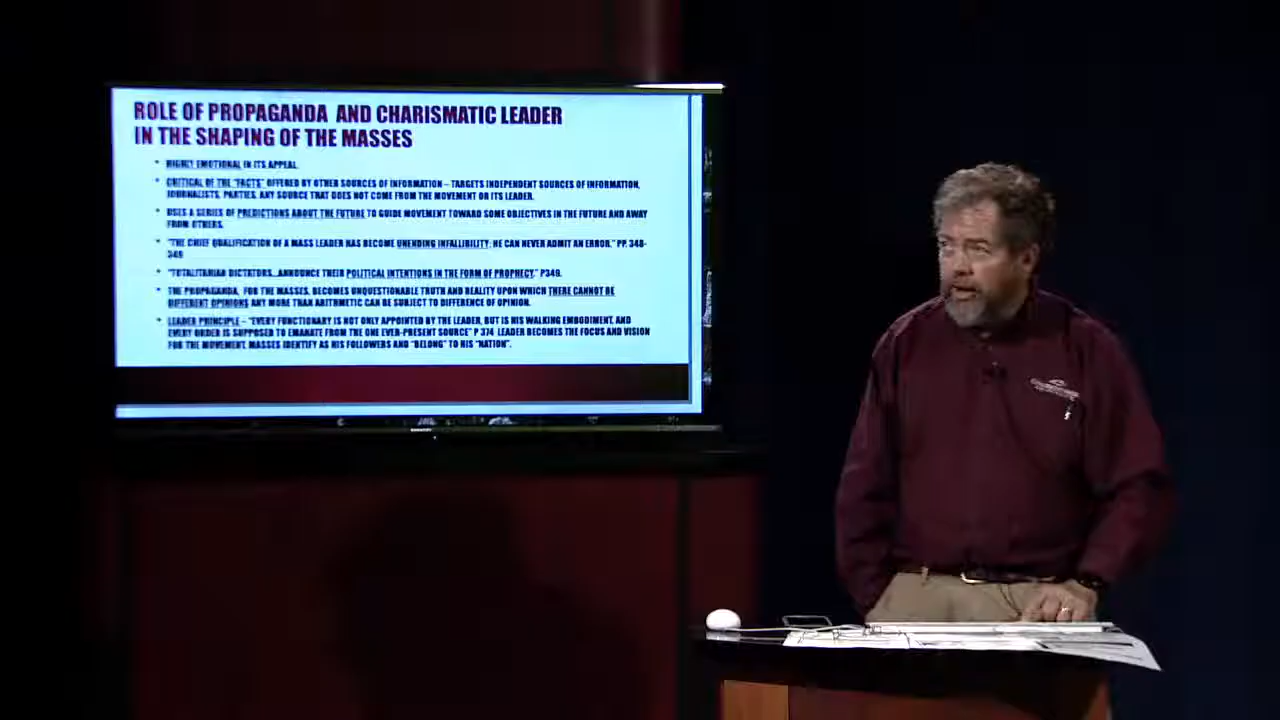 ROLE OF PROPAGANDA AND CHARISMATIC LEADER
IN THE SHAPING OF THE MASSES
• HIGHLY EMOTIONAL IN ITS APPEAL.
• CRITICAL OF THE "FACTS" OFFERED BY OTHER SOURCES OF INFORMATION – TARGETS INDEPENDENT SOURCES OF INFORMATION,
JOURNALISTS, PARTIES, ANY SOURCE THAT DOES NOT COME FROM THE MOVEMENT OR ITS LEADER.
• USES A SERIES OF PREDICTIONS ABOUT THE FUTURE TO GUIDE MOVEMENT TOWARD SOME OBJECTIVES IN THE FUTURE AND AWAY
FROM OTHERS.
• "THE CHIEF QUALIFICATION OF A MASS LEADER HAS BECOME UNENDING INFALLIBILITY; HE CAN NEVER ADMIT AN ERROR." PP. 348-
349
• "TOTALITARIAN DICTATORS...ANNOUNCE THEIR POLITICAL INTENTIONS IN THE FORM OF PROPHECY." P349.
• THE PROPAGANDA, FOR THE MASSES, BECOMES UNQUESTIONABLE TRUTH AND REALITY UPON WHICH THERE CANNOT BE
DIFFERENT OPINIONS ANY MORE THAN ARITHMETIC CAN BE SUBJECT TO DIFFERENCE OF OPINION.
• LEADER PRINCIPLE – "EVERY FUNCTIONARY IS NOT ONLY APPOINTED BY THE LEADER, BUT IS HIS WALKING EMBODIMENT, AND
EVERY ORDER IS SUPPOSED TO EMANATE FROM THE ONE EVER-PRESENT SOURCE" P 374 LEADER BECOMES THE FOCUS AND VISION
FOR THE MOVEMENT, MASSES IDENTIFY AS HIS FOLLOWERS AND "BELONG" TO HIS "NATION".